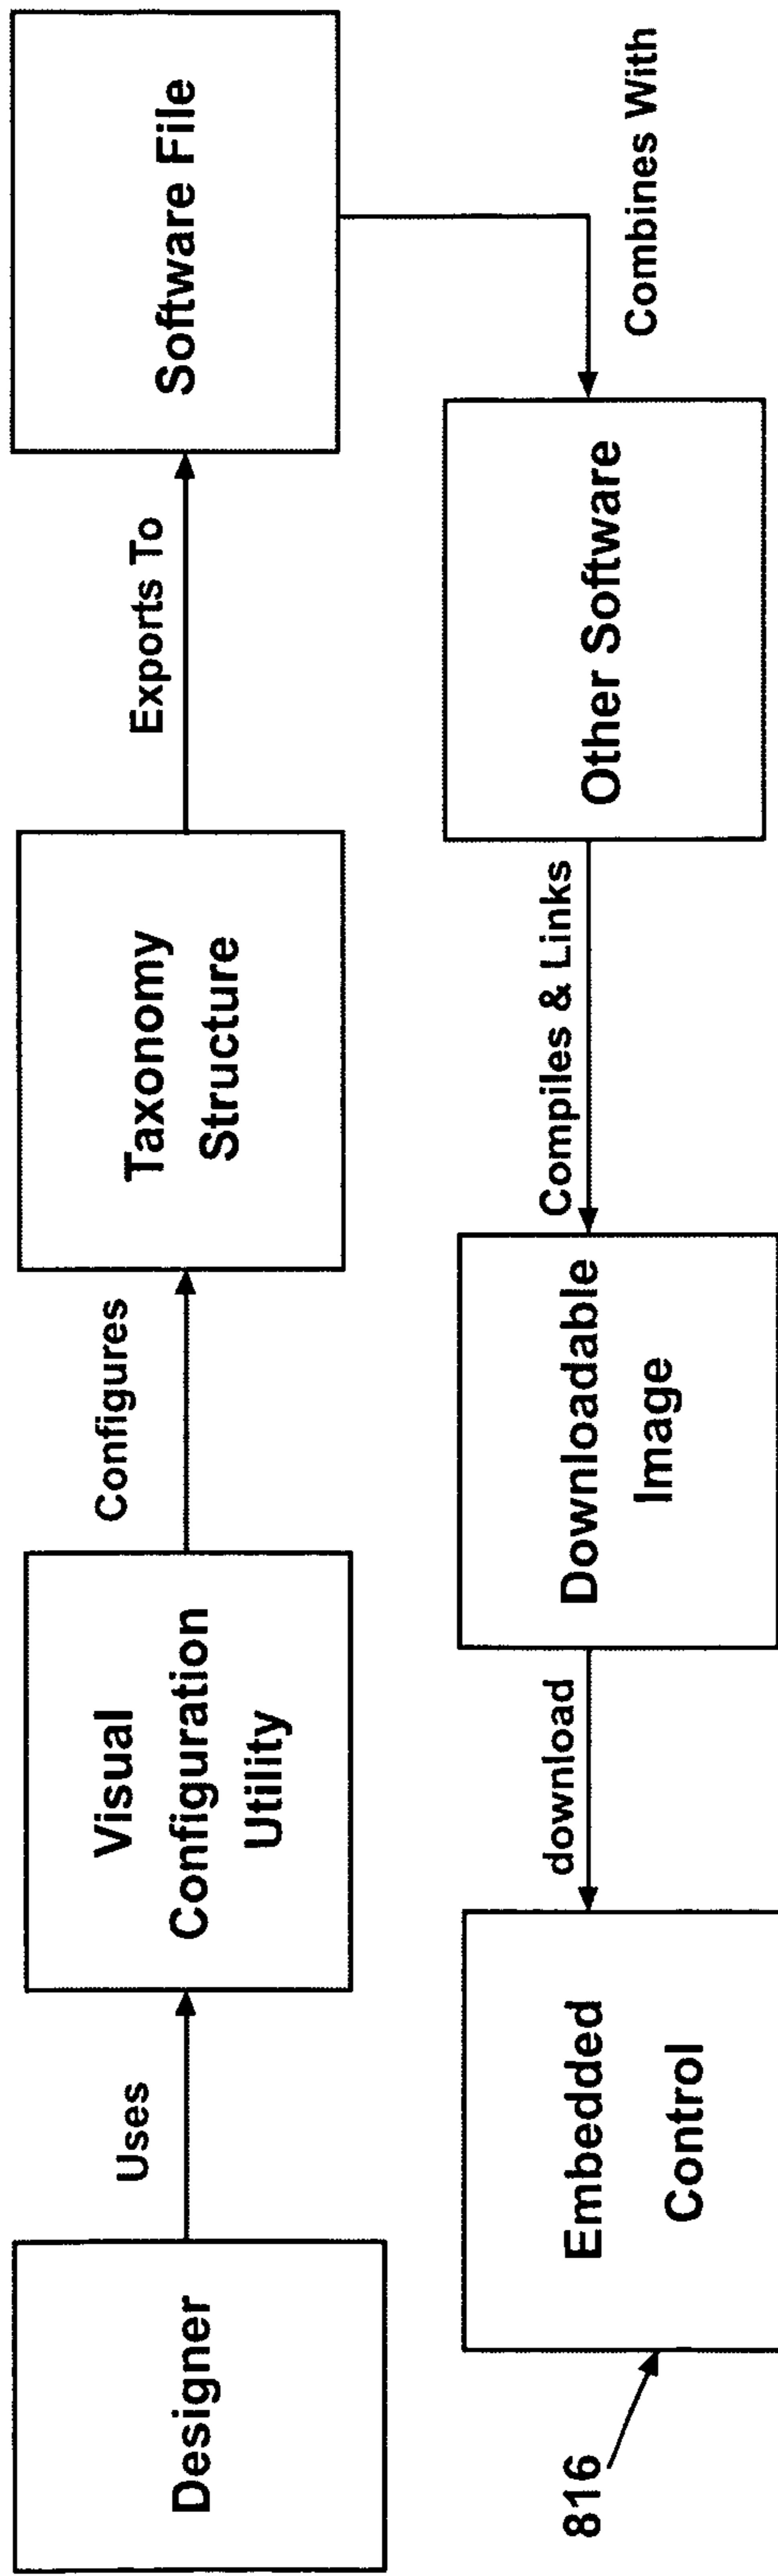 Designer
Uses
Visual
Configuration
Utility
Configures
Taxonomy
Structure
Exports To
Software File
Combines With
Other Software
Compiles & Links
Downloadable
Image
download
Embedded
Control
816